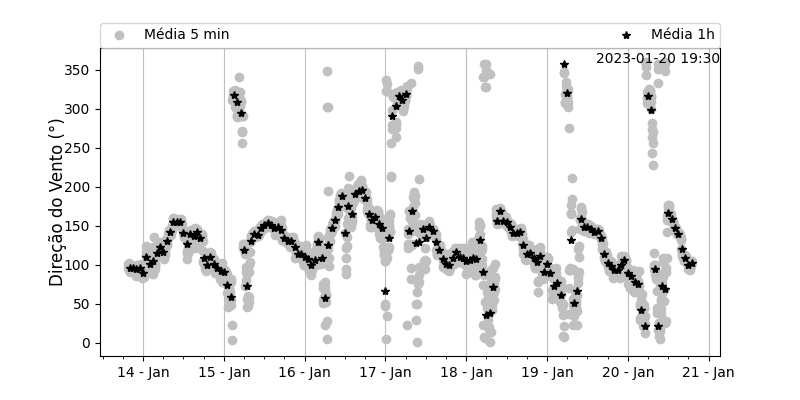 Média 5 min
Média 1h
2023-01-20 19:30
Direção do Vento (°)
350
300
250
200
150
100
50
0
14 - Jan
15 - Jan
16 - Jan
17 - Jan
18 - Jan
19 - Jan
20 - Jan
21 - Jan